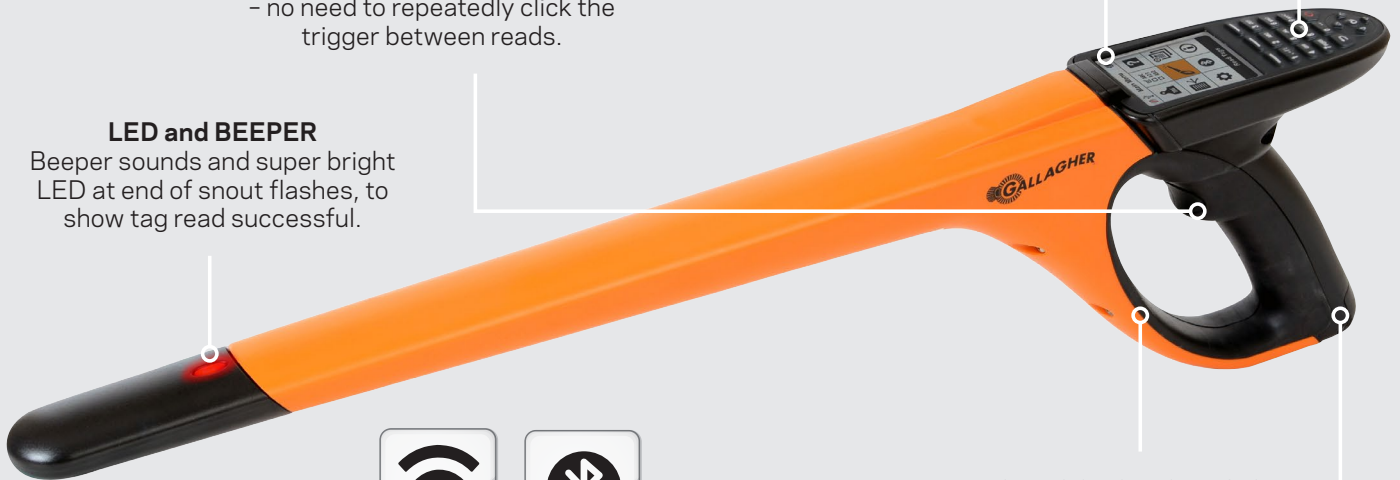 – no need to repeatedly click the
trigger between reads.
LED and BEEPER
Beeper sounds and super bright
LED at end of snout flashes, to
show tag read successful.
GALLAGHER